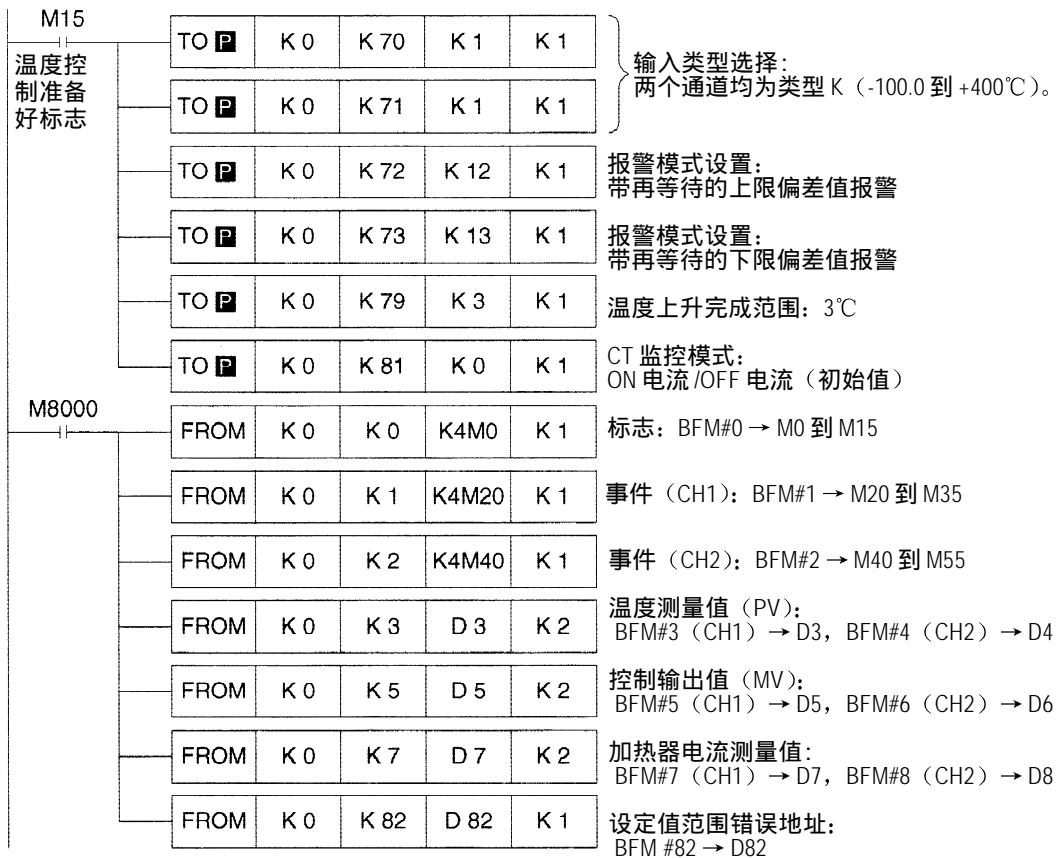 M15
温度控
制准备
好标志
TO P K 0 K 70 K 1 K 1
TO P K 0 K 71 K 1 K 1
输入类型选择：
两个通道均为类型 K（-100.0 到 +400℃）。
TO P K 0 K 72 K 12 K 1
报警模式设置：
带再等待的上限偏差值报警
TO P K 0 K 73 K 13 K 1
报警模式设置：
带再等待的下限偏差值报警
TO P K 0 K 79 K 3 K 1
温度上升完成范围：3℃
TO P K 0 K 81 K 0 K 1
CT 监控模式：
ON 电流 /OFF 电流（初始值）
M8000
FROM K 0 K 0 K4M0 K 1
标志：BFM#0 → M0 到 M15
FROM K 0 K 1 K4M20 K 1
事件（CH1）：BFM#1 → M20 到 M35
FROM K 0 K 2 K4M40 K 1
事件（CH2）：BFM#2 → M40 到 M55
FROM K 0 K 3 D 3 K 2
温度测量值（PV）：
BFM#3（CH1）→ D3，BFM#4（CH2）→ D4
FROM K 0 K 5 D 5 K 2
控制输出值（MV）：
BFM#5（CH1）→ D5，BFM#6（CH2）→ D6
FROM K 0 K 7 D 7 K 2
加热器电流测量值：
BFM#7（CH1）→ D7，BFM#8（CH2）→ D8
FROM K 0 K 82 D 82 K 1
设定值范围错误地址：
BFM #82 → D82